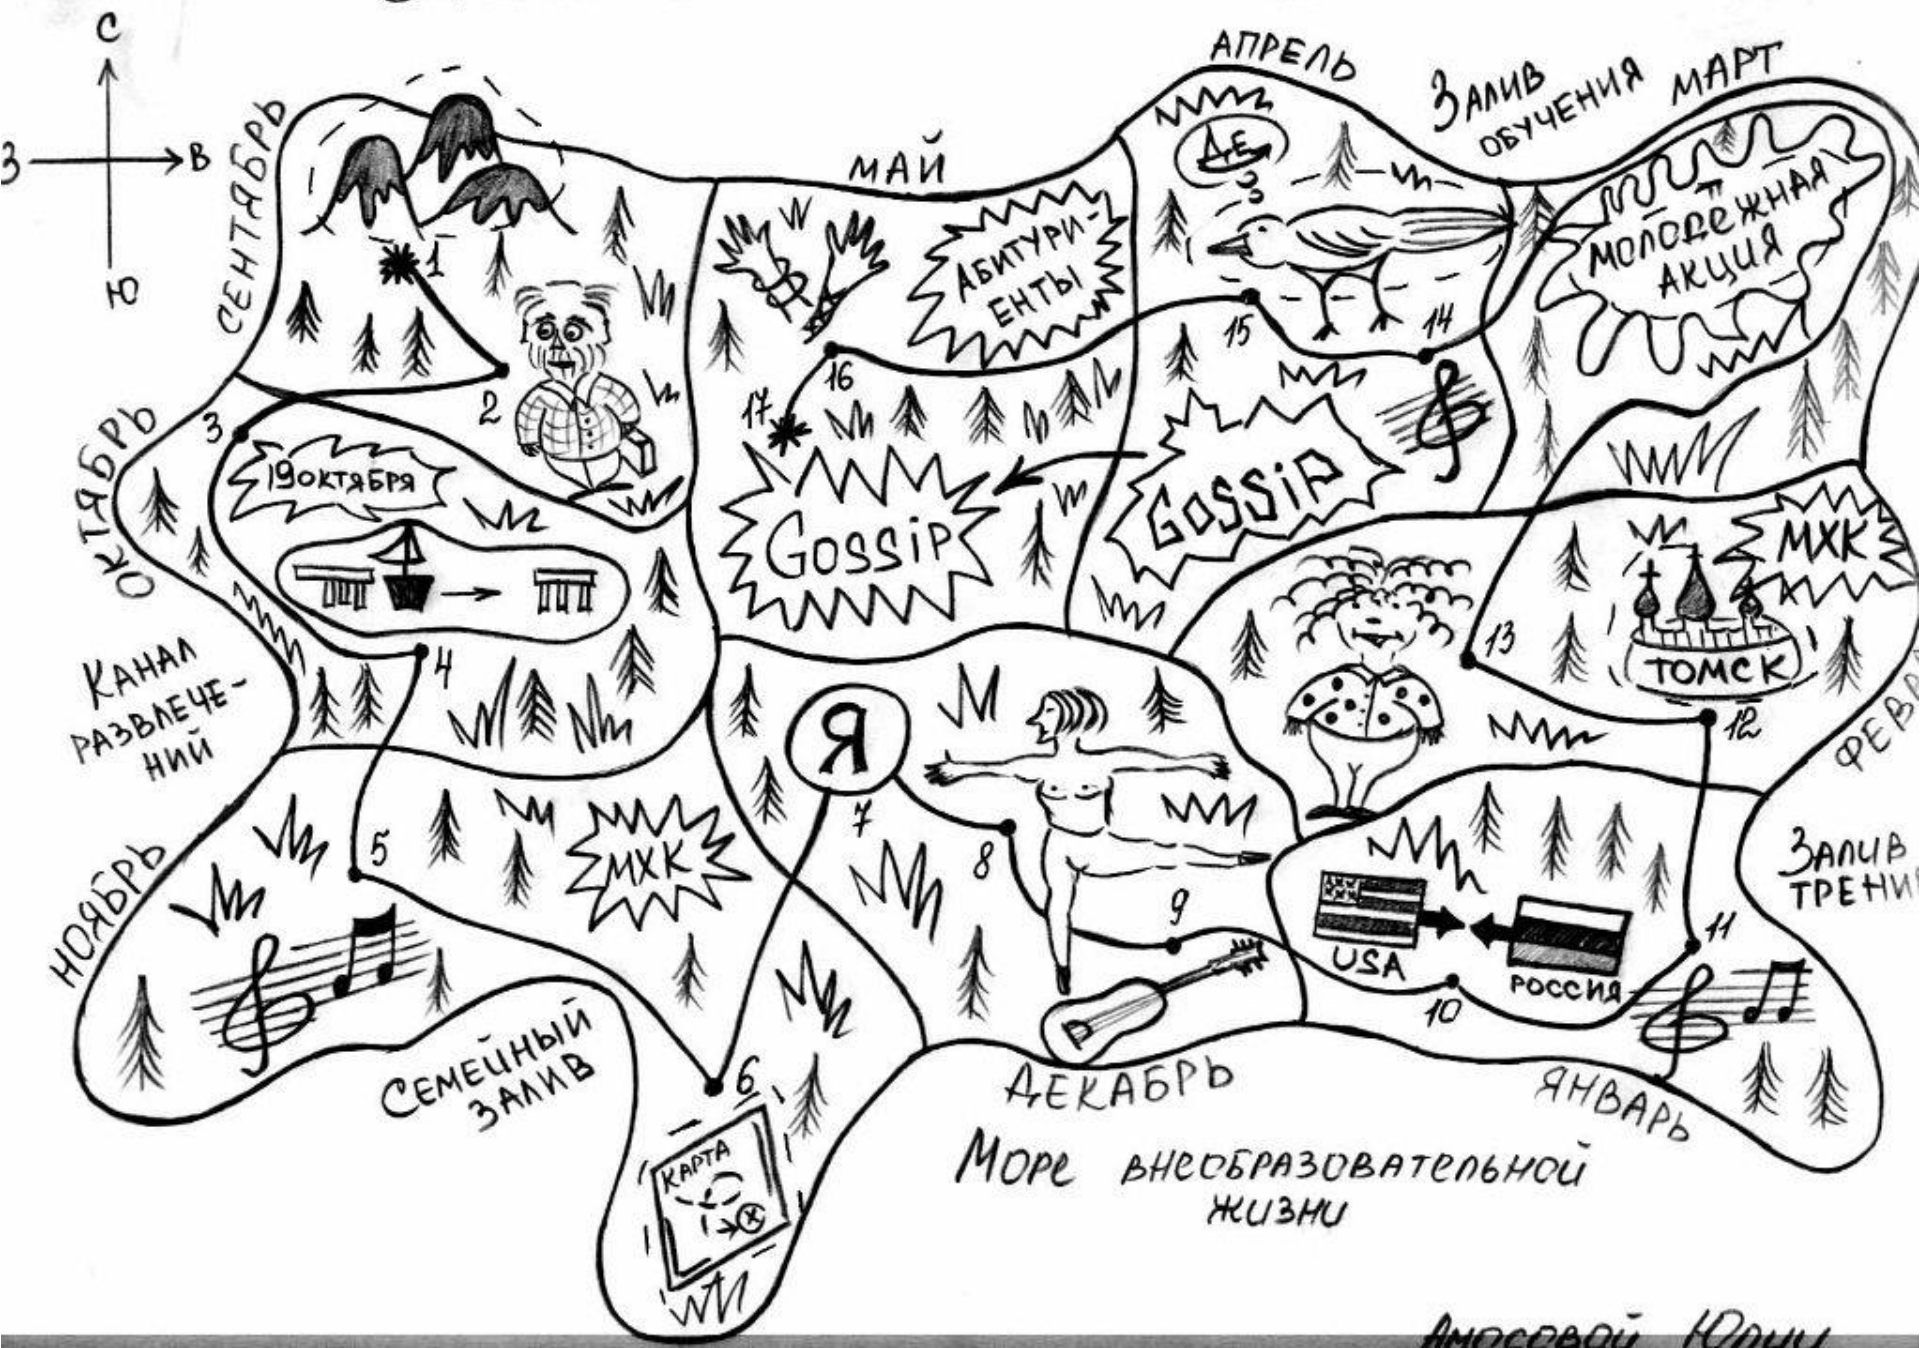 С
З
В
Ю
СЕНТЯБРЬ
АПРЕЛЬ
ЗАЛИВ
ОБУЧЕНИЯ
МАРТ
МАЙ
ДЕ
З
МОЛОДЕЖНАЯ
АКЦИЯ
АБИТУРИ-
ЕНТЫ
1
2
3
15
14
16
17
ОКТЯБРЬ
19 ОКТЯБРЯ
GOSSIP
GOSSIP
МХК
ТОМСК
13
12
4
КАНАЛ
РАЗВЛЕЧЕ-
НИЙ
Я
7
5
МХК
8
9
НОЯБРЬ
USA
РОССИЯ
10
11
ЗАЛИВ
СЕМЕЙНЫЙ
ЗАЛИВ
6
КАРТА
X
ДЕКАБРЬ
ЯНВАРЬ
МОРЕ ВНЕОБРАЗОВАТЕЛЬНОЙ
ЖИЗНИ
АМОСОВОЙ ЮЛИИ